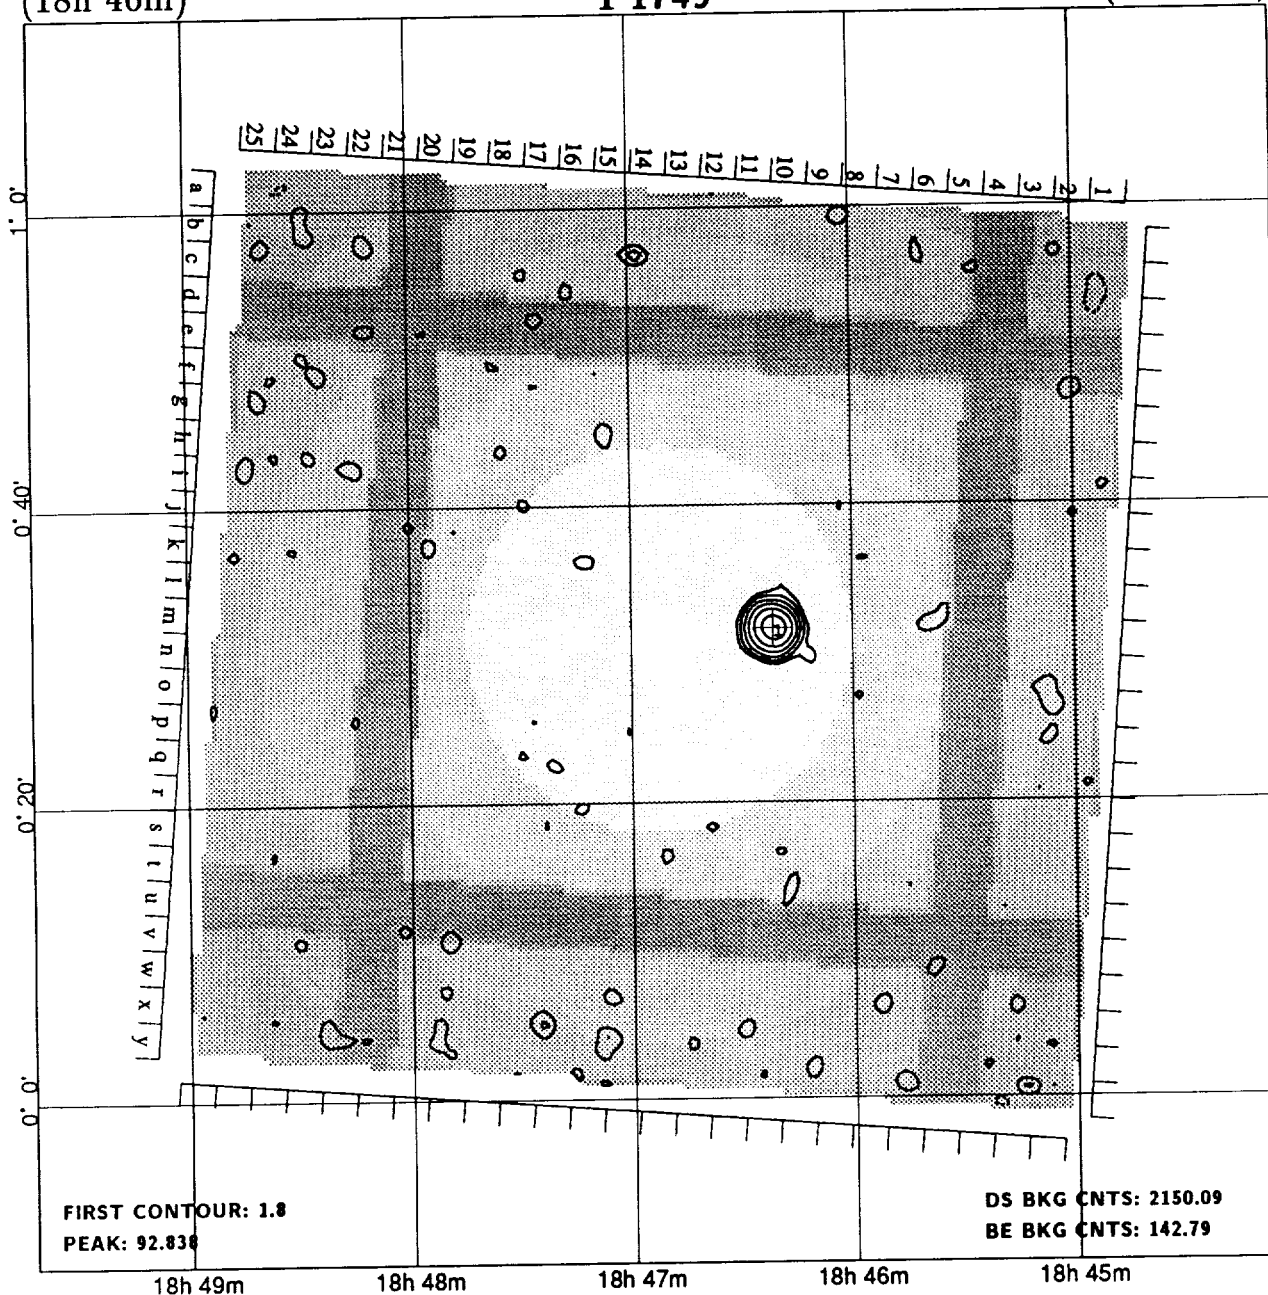 (18h 46m)
I 1749
25 24 23 22 21 20 19 18 17 16 15 14 13 12 11 10 9 8 7 6 5 4 3 2 1
a b c d e f g h i j k l m n o p q r s t u v w x y
1° 0'
0° 40'
0° 20'
0° 0'
FIRST CONTOUR: 1.8
PEAK: 92.838
DS BKG CNTS: 2150.09
BE BKG CNTS: 142.79
18h 49m 18h 48m 18h 47m 18h 46m 18h 45m